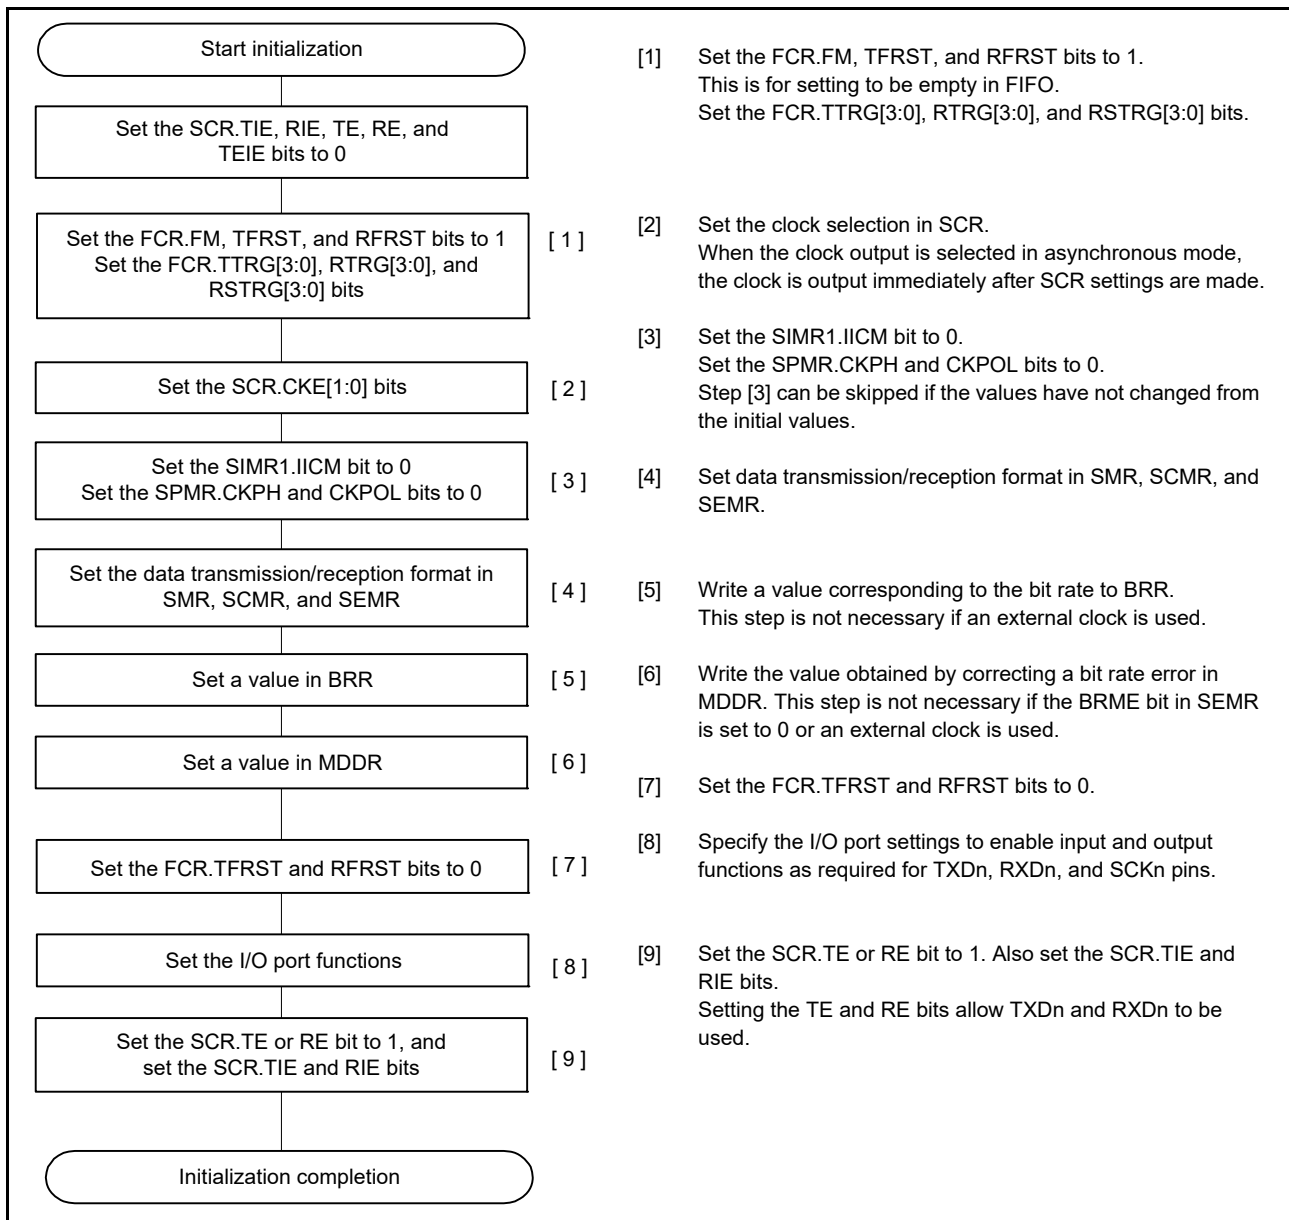 Start initialization
Set the SCR.TIE, RIE, TE, RE, and
TEIE bits to 0
Set the FCR.FM, TFRST, and RFRST bits to 1
Set the FCR.TTRG[3:0], RTRG[3:0], and
RSTRG[3:0] bits
[ 1 ]
Set the SCR.CKE[1:0] bits
[ 2 ]
Set the SIMR1.IICM bit to 0
Set the SPMR.CKPH and CKPOL bits to 0
[ 3 ]
Set the data transmission/reception format in
SMR, SCMR, and SEMR
[ 4 ]
Set a value in BRR
[ 5 ]
Set a value in MDDR
[ 6 ]
Set the FCR.TFRST and RFRST bits to 0
[ 7 ]
Set the I/O port functions
[ 8 ]
Set the SCR.TE or RE bit to 1, and
set the SCR.TIE and RIE bits
[ 9 ]
Initialization completion
[1] Set the FCR.FM, TFRST, and RFRST bits to 1.
This is for setting to be empty in FIFO.
Set the FCR.TTRG[3:0], RTRG[3:0], and RSTRG[3:0] bits.
[2] Set the clock selection in SCR.
When the clock output is selected in asynchronous mode,
the clock is output immediately after SCR settings are made.
[3] Set the SIMR1.IICM bit to 0.
Set the SPMR.CKPH and CKPOL bits to 0.
Step [3] can be skipped if the values have not changed from
the initial values.
[4] Set data transmission/reception format in SMR, SCMR, and
SEMR.
[5] Write a value corresponding to the bit rate to BRR.
This step is not necessary if an external clock is used.
[6] Write the value obtained by correcting a bit rate error in
MDDR. This step is not necessary if the BRME bit in SEMR
is set to 0 or an external clock is used.
[7] Set the FCR.TFRST and RFRST bits to 0.
[8] Specify the I/O port settings to enable input and output
functions as required for TXDn, RXDn, and SCKn pins.
[9] Set the SCR.TE or RE bit to 1. Also set the SCR.TIE and
RIE bits.
Setting the TE and RE bits allow TXDn and RXDn to be
used.